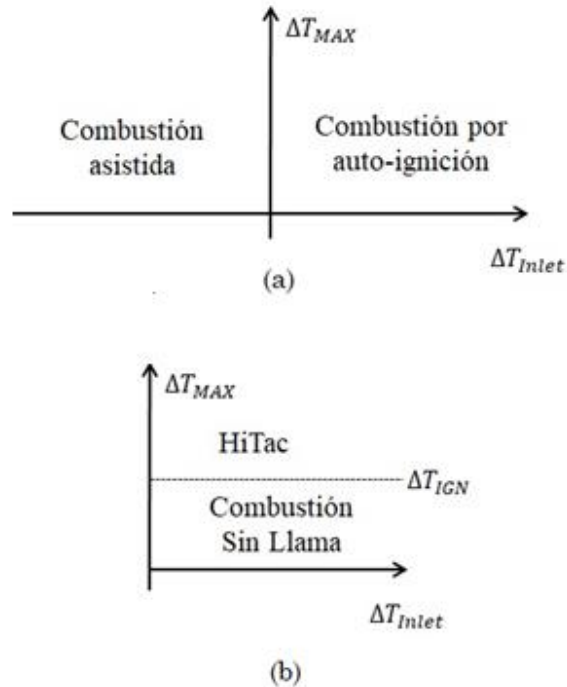 ΔT_MAX
Combustión
asistida
Combustión por
auto-ignición
ΔT_Inlet
(a)
ΔT_MAX
HiTac
ΔT_IGN
Combustión
Sin Llama
ΔT_Inlet
(b)